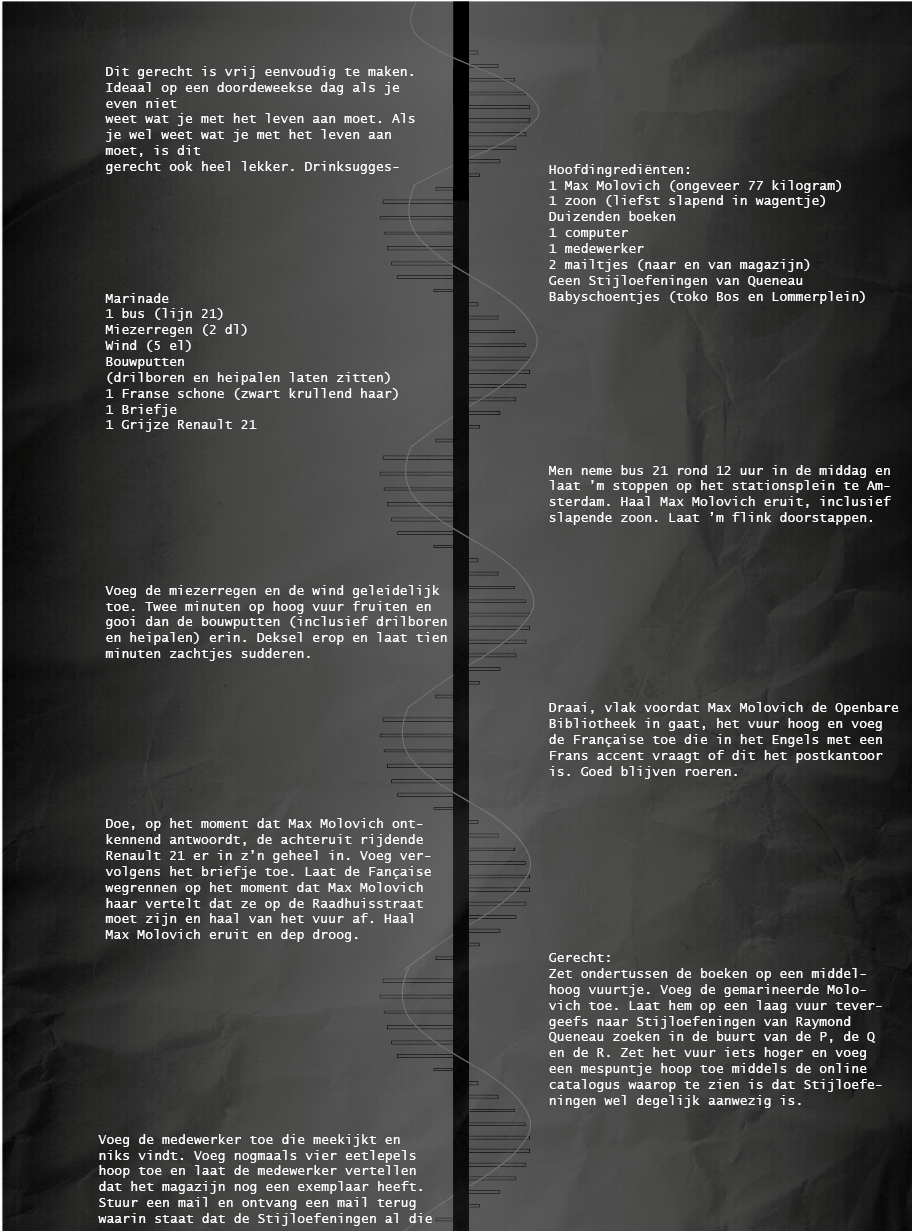 Dit gerecht is vrij eenvoudig te maken.
Ideaal op een doordeweekse dag als je
even niet
weet wat je met het leven aan moet. Als
je wel weet wat je met het leven aan
moet, is dit
gerecht ook heel lekker. Drinksugges-
Hoofdingrediënten:
1 Max Molovich (ongeveer 77 kilogram)
1 zoon (liefst slapend in wagentje)
Duizenden boeken
1 computer
1 medewerker
2 mailtjes (naar en van magazijn)
Geen Stijloefeningen van Queneau
Babyschoentjes (toko Bos en Lommerplein)
Marinade
1 bus (lijn 21)
Miezerregen (2 dl)
Wind (5 el)
Bouwputten
(drilboren en heipalen laten zitten)
1 Franse schone (zwart krullend haar)
1 Briefje
1 Grijze Renault 21
Men neme bus 21 rond 12 uur in de middag en
laat ’m stoppen op het stationsplein te Am-
sterdam. Haal Max Molovich eruit, inclusief
slapende zoon. Laat ’m flink doorstappen.
Voeg de miezerregen en de wind geleidelijk
toe. Twee minuten op hoog vuur fruiten en
gooi dan de bouwputten (inclusief drilboren
en heipalen) erin. Deksel erop en laat tien
minuten zachtjes sudderen.
Draai, vlak voordat Max Molovich de Openbare
Bibliotheek in gaat, het vuur hoog en voeg
de Française toe die in het Engels met een
Frans accent vraagt of dit het postkantoor
is. Goed blijven roeren.
Doe, op het moment dat Max Molovich ont-
kennend antwoordt, de achteruit rijdende
Renault 21 er in z’n geheel in. Voeg ver-
volgens het briefje toe. Laat de Fançaise
wegrennen op het moment dat Max Molovich
haar vertelt dat ze op de Raadhuisstraat
moet zijn en haal van het vuur af. Haal
Max Molovich eruit en dep droog.
Gerecht:
Zet ondertussen de boeken op een middel-
hoog vuurtje. Voeg de gemarineerde Molo-
vich toe. Laat hem op een laag vuur tever-
geefs naar Stijloefeningen van Raymond
Queneau zoeken in de buurt van de P, de Q
en de R. Zet het vuur iets hoger en voeg
een mespuntje hoop toe middels de online
catalogus waarop te zien is dat Stijloefe-
ningen wel degelijk aanwezig is.
Voeg de medewerker toe die meekijkt en
niks vindt. Voeg nogmaals vier eetlepels
hoop toe en laat de medewerker vertellen
dat het magazijn nog een exemplaar heeft.
Stuur een mail en ontvang een mail terug
waarin staat dat de Stijloefeningen al die